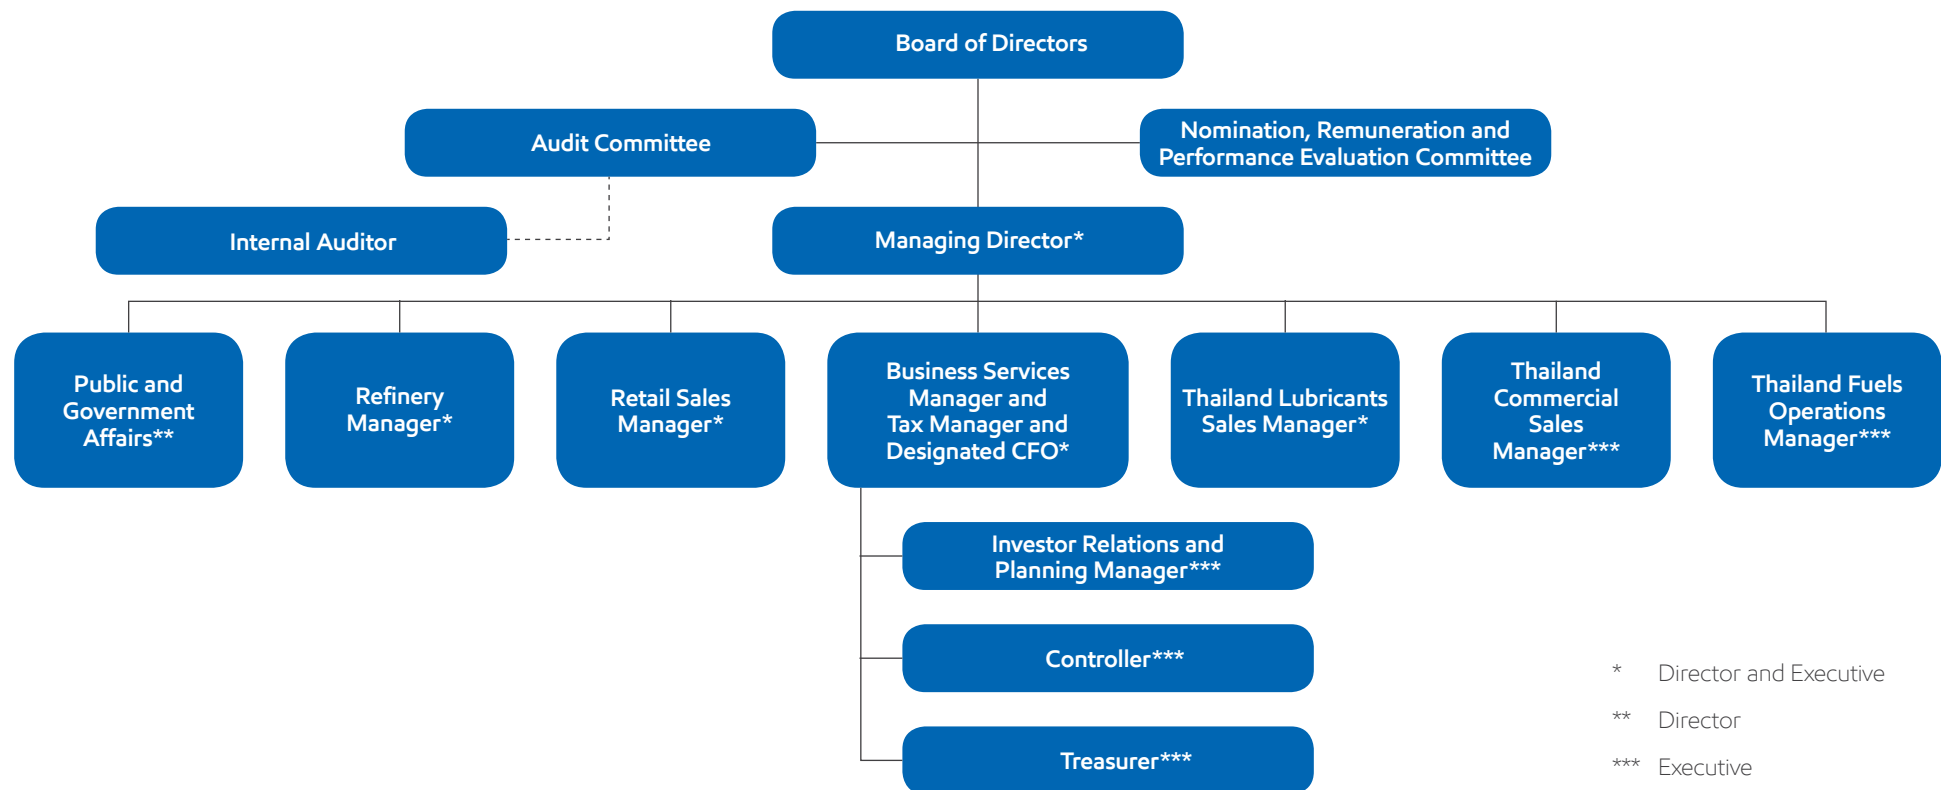 Board of Directors
Audit Committee
Nomination, Remuneration and
Performance Evaluation Committee
Internal Auditor
Managing Director*
Public and
Government
Affairs**
Refinery
Manager*
Retail Sales
Manager*
Business Services
Manager and
Tax Manager and
Designated CFO*
Thailand Lubricants
Sales Manager*
Thailand
Commercial
Sales
Manager***
Thailand Fuels
Operations
Manager***
Investor Relations and
Planning Manager***
Controller***
Treasurer***
* Director and Executive
** Director
*** Executive